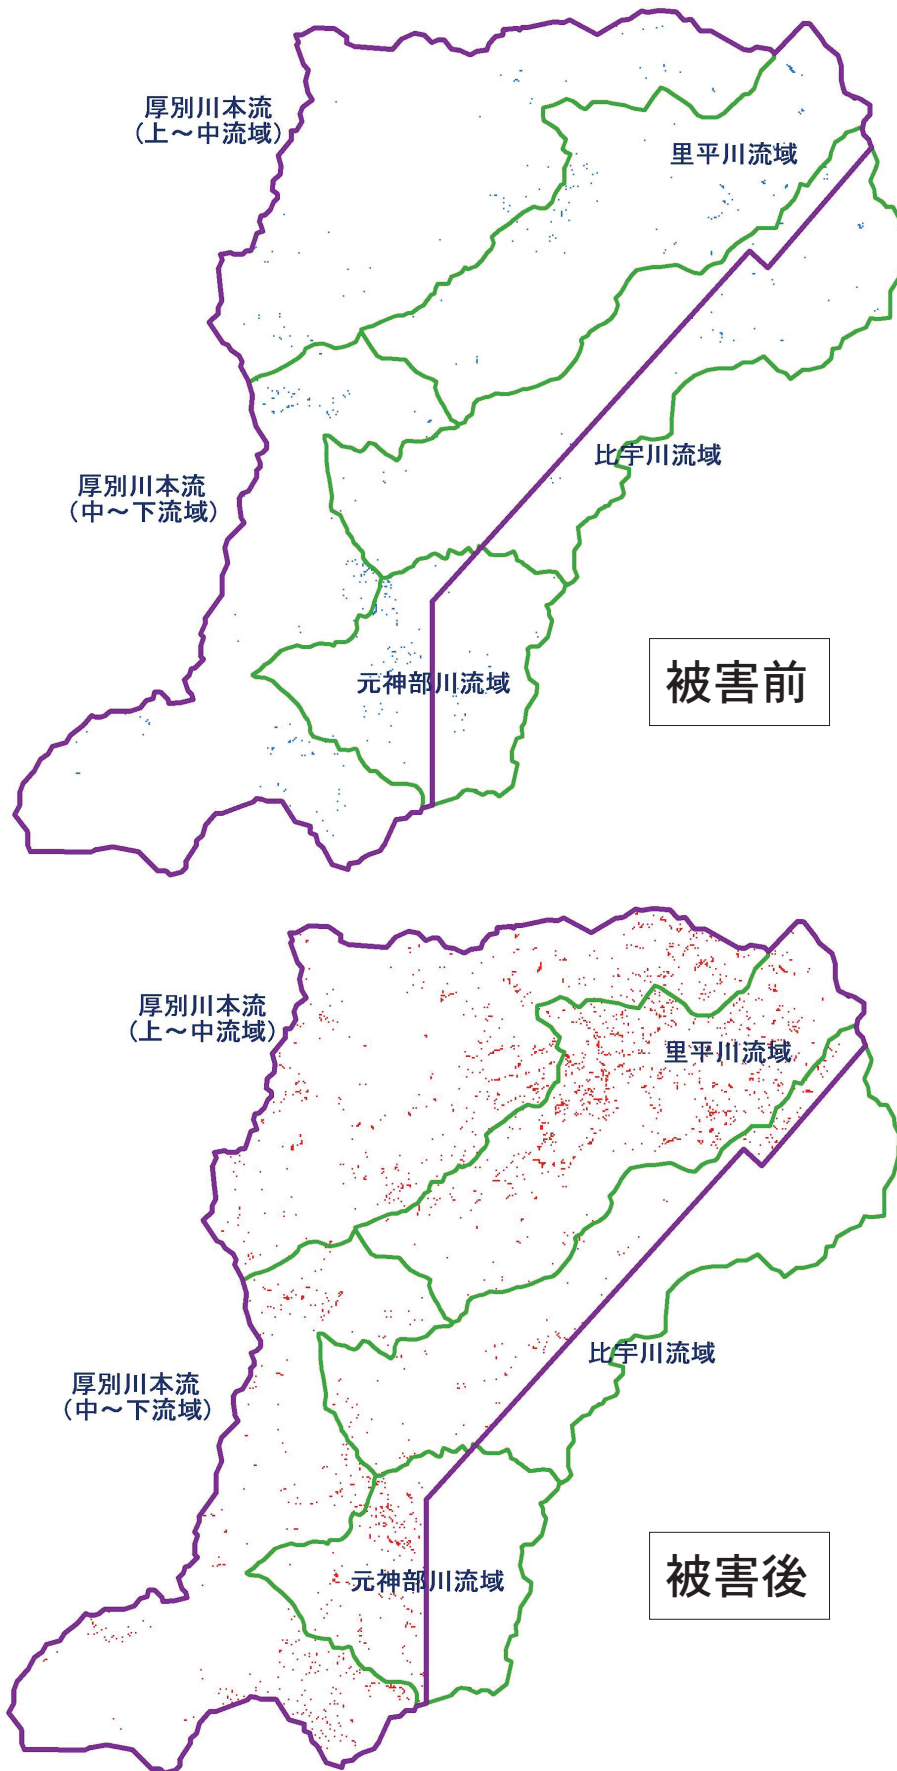 厚別川本流
(上～中流域)
里平川流域
比宇川流域
厚別川本流
(中～下流域)
元神部川流域
被害前
厚別川本流
(上～中流域)
里平川流域
比宇川流域
厚別川本流
(中～下流域)
元神部川流域
被害後